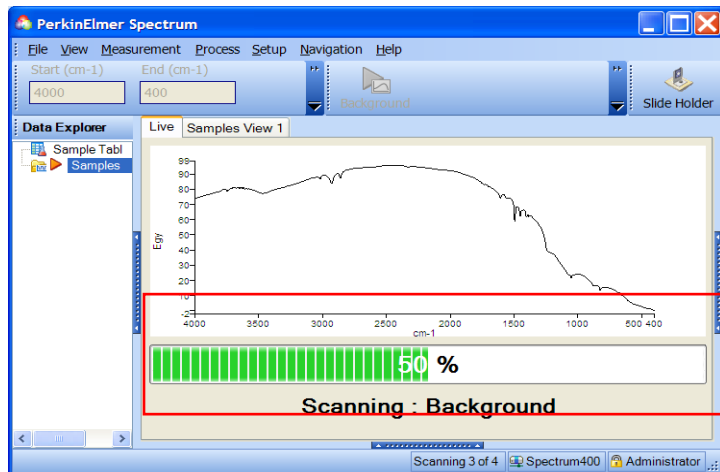 PerkinElmer Spectrum
File View Measurement Process Setup Navigation Help
Start (cm-1) End (cm-1)
4000 400
Background
Slide Holder
Data Explorer
Live Samples View 1
Sample Tabl
Samples
99
90
80
70
60
50
40
30
20
10
-2
Egy
4000 3500 3000 2500 2000 1500 1000 500 400
cm-1
50 %
Scanning : Background
Scanning 3 of 4 Spectrum400 Administrator